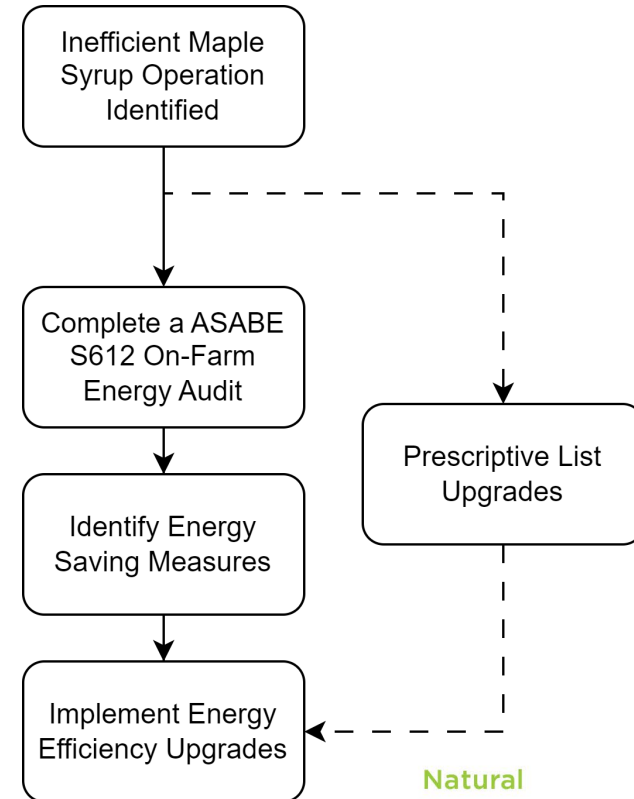 Inefficient Maple
Syrup Operation
Identified
Complete a ASABE
S612 On-Farm
Energy Audit
Prescriptive List
Upgrades
Identify Energy
Saving Measures
Implement Energy
Efficiency Upgrades
Natural